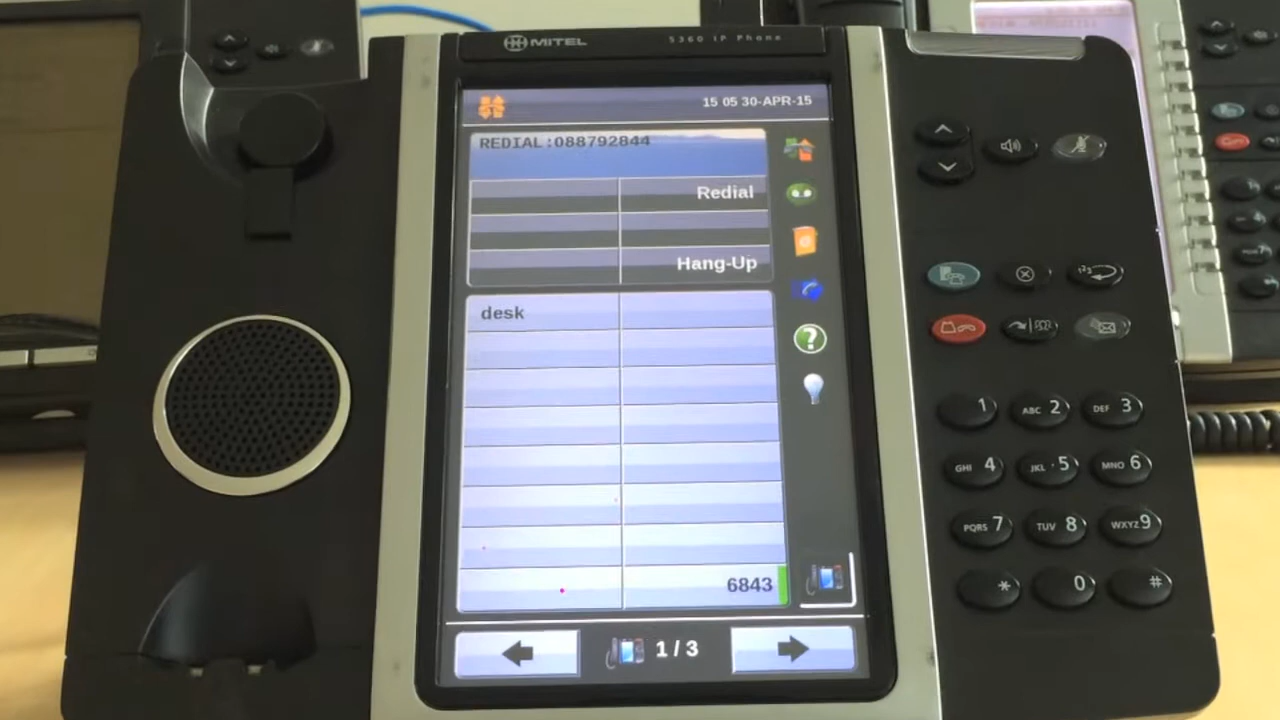 MITEL 5360 IP Phone
15 05 30-APR-15
REDIAL:088792844
Redial
Hang-Up
desk
6843
1 / 3
1
ABC 2
DEF 3
GHI 4
JKL · 5
MNO 6
PQRS 7
TUV 8
WXYZ 9
*
0
#